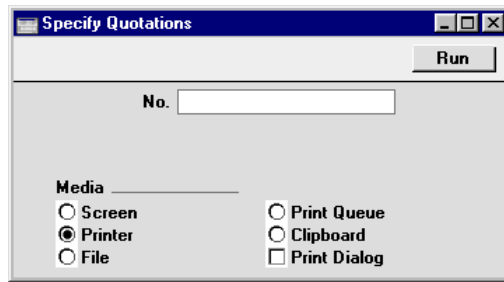 Specify Quotations
Run
No.
Media
Screen
Print Queue
Printer
Clipboard
File
Print Dialog